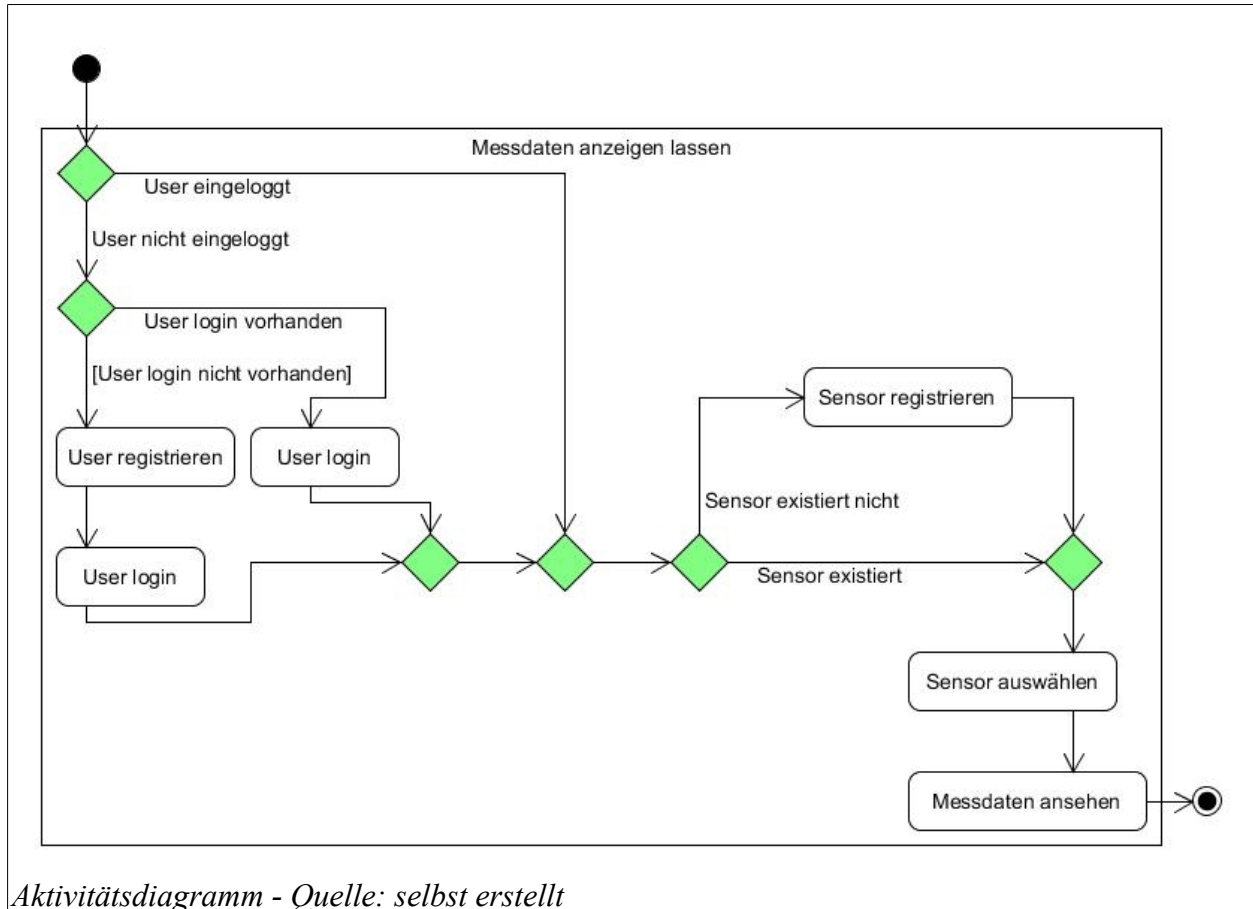 Messdaten anzeigen lassen
User eingeloggt
User nicht eingeloggt
User login vorhanden
[User login nicht vorhanden]
Sensor registrieren
User registrieren
User login
Sensor existiert nicht
User login
Sensor existiert
Sensor auswählen
Messdaten ansehen
Aktivitätsdiagramm - Quelle: selbst erstellt